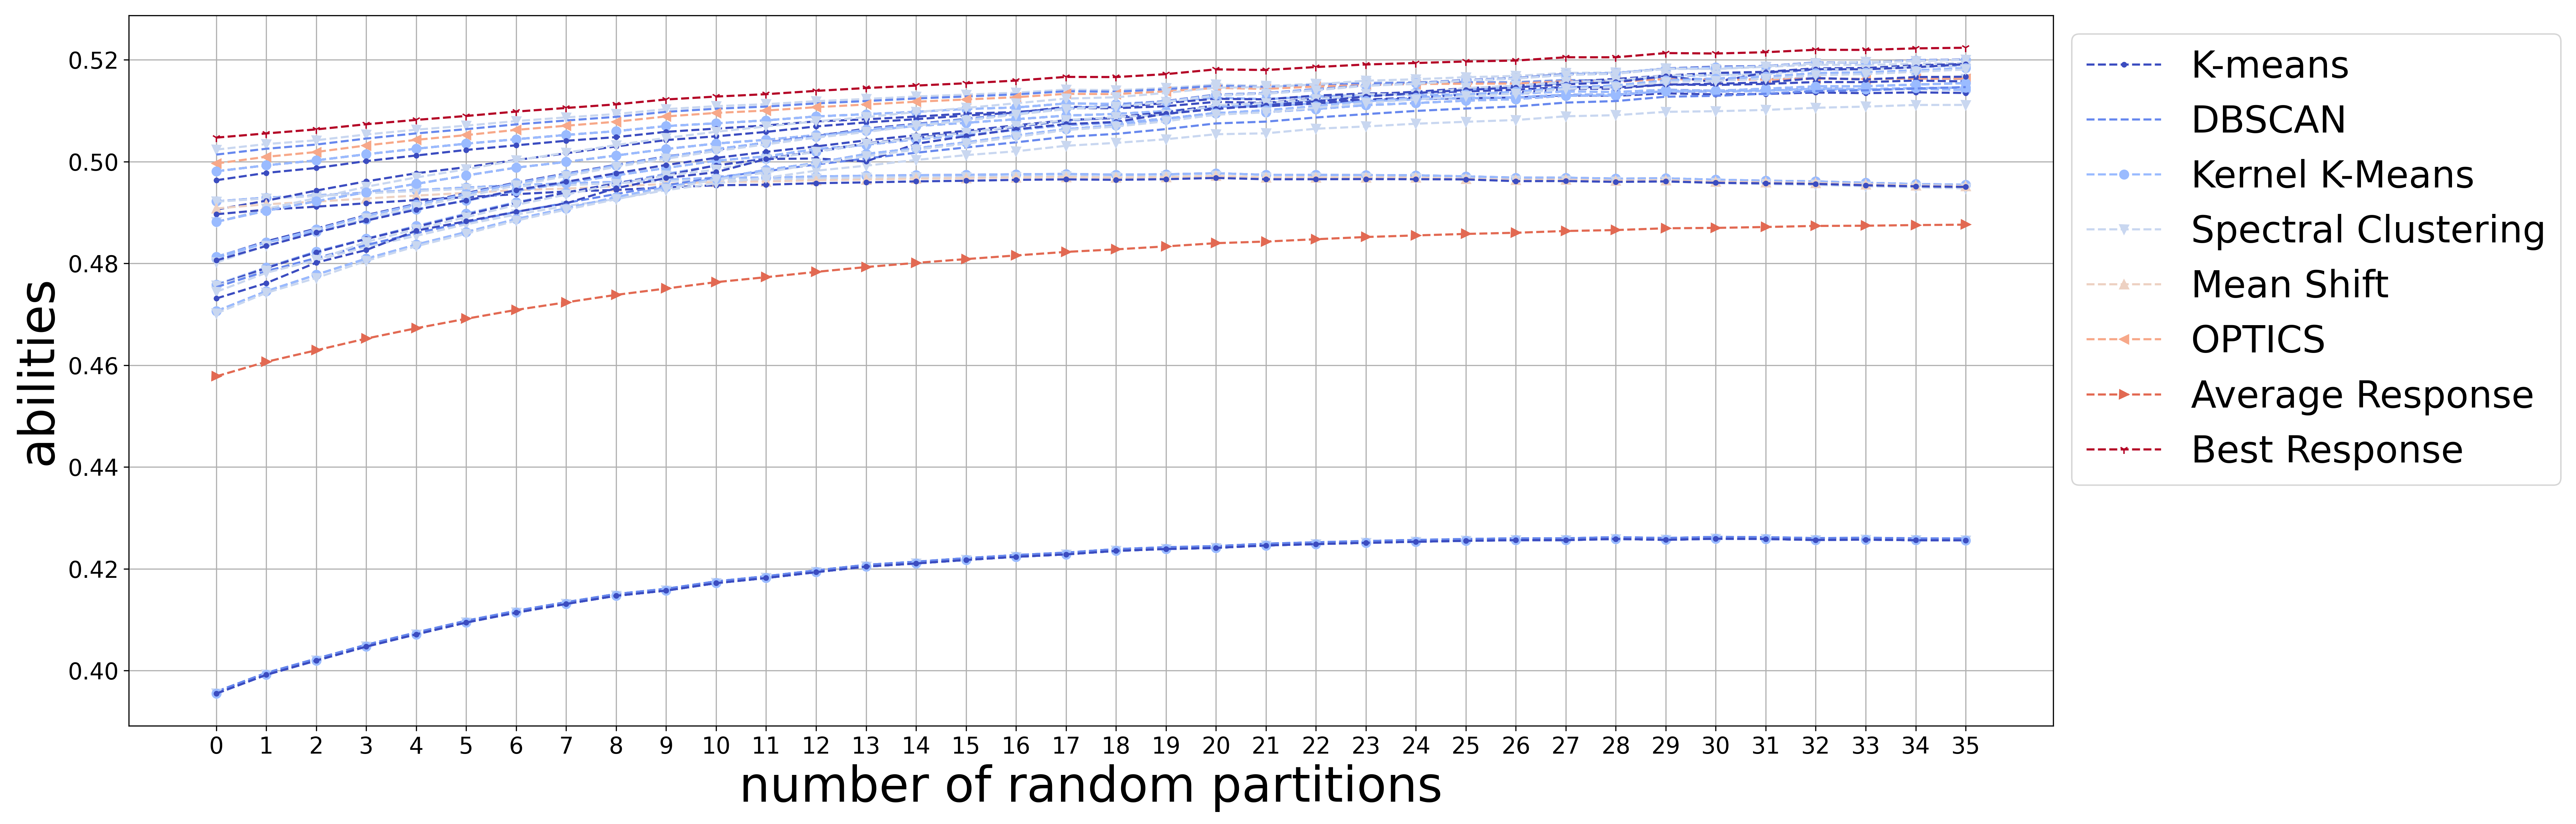 0.52
0.50
0.48
0.46
0.44
0.42
0.40
abilities
0 1 2 3 4 5 6 7 8 9 10 11 12 13 14 15 16 17 18 19 20 21 22 23 24 25 26 27 28 29 30 31 32 33 34 35
number of random partitions
K-means
DBSCAN
Kernel K-Means
Spectral Clustering
Mean Shift
OPTICS
Average Response
Best Response